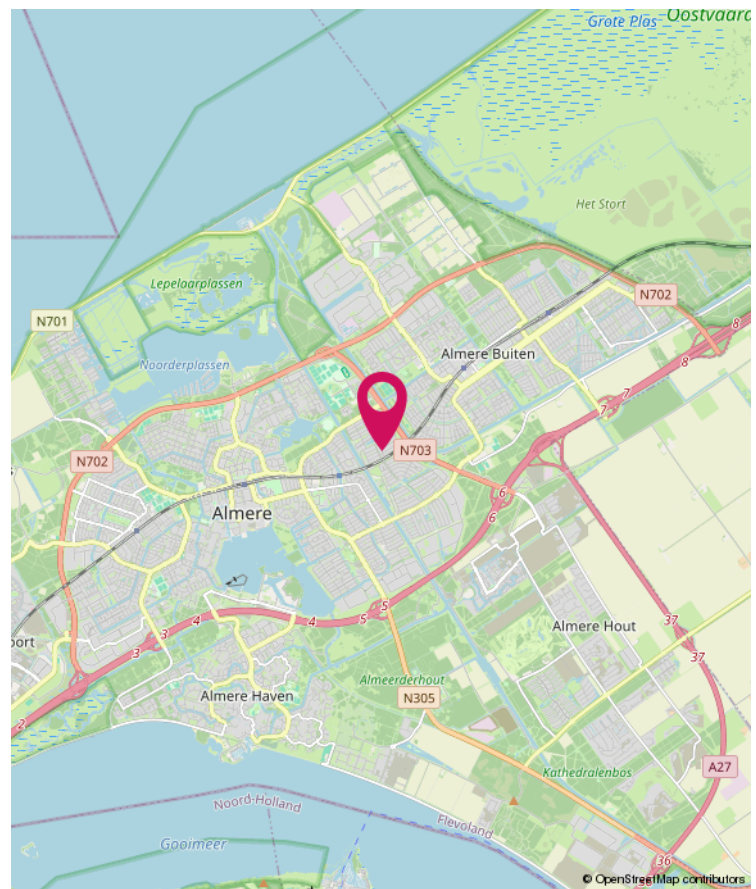 Oostvaard
Grote Plas
Het Stort
Lepelaarplassen
N702
N701
8
8
Almere Buiten
Noorderplassen
7
7
N703
N702
6
6
Almere
5
5
4
4
3
3
Almere Hout
37
37
port
Almeerderhout
Almere Haven
N305
2
A27
Kathedralenbos
Noord-Holland
Flevoland
Gooimeer
36
© OpenStreetMap contributors